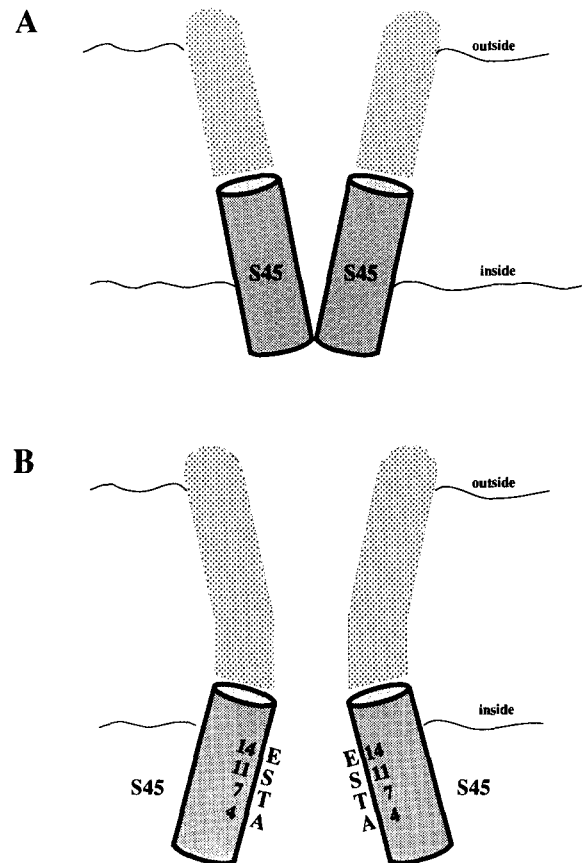 A
outside
S45 S45
inside
B
outside
inside
14 E E 14
11 S S 11
S45 7 T T 7 S45
4 A A 4